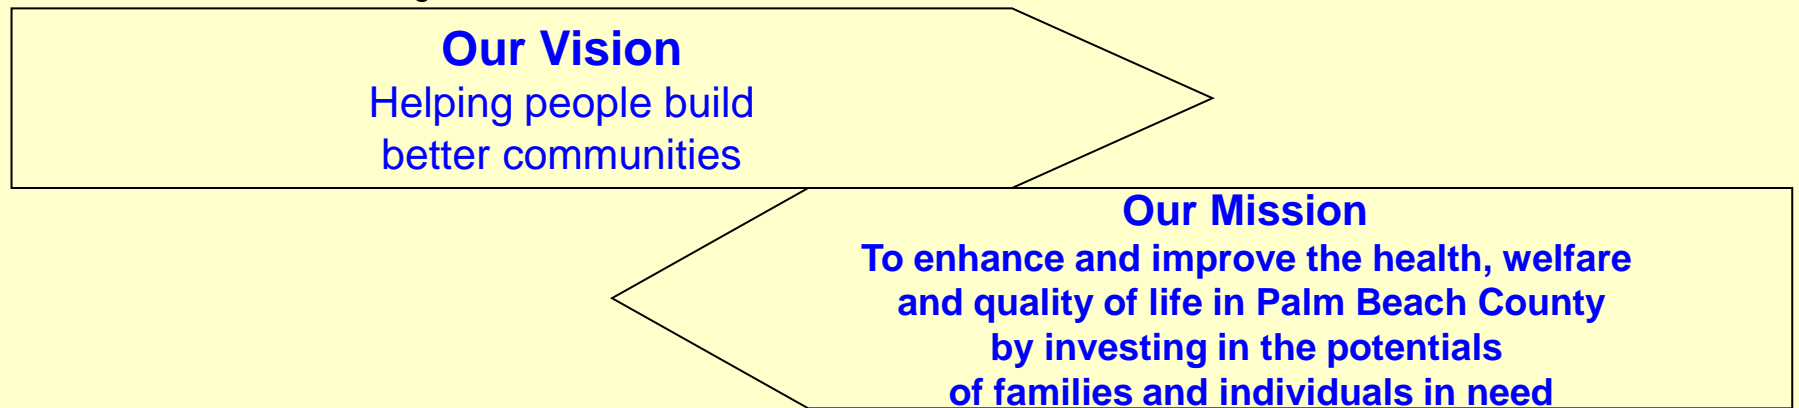 Our Vision
Helping people build
better communities
Our Mission
To enhance and improve the health, welfare
and quality of life in Palm Beach County
by investing in the potentials
of families and individuals in need